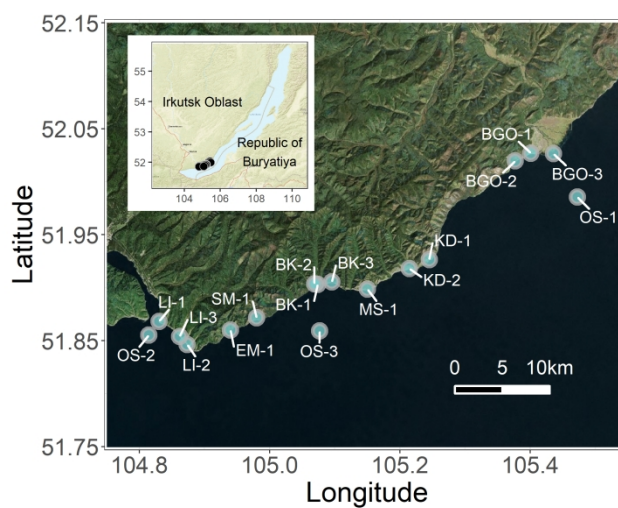 52.15
52.05
51.95
51.85
51.75
Latitude
55
54
53
52
104
106
108
110
Irkutsk Oblast
Republic of
Buryatiya
BGO-1
BGO-2
BGO-3
OS-1
KD-1
BK-2
BK-3
KD-2
BK-1
MS-1
SM-1
LI-1
LI-3
OS-2
LI-2
EM-1
OS-3
0 5 10km
104.8
105.0
105.2
105.4
Longitude